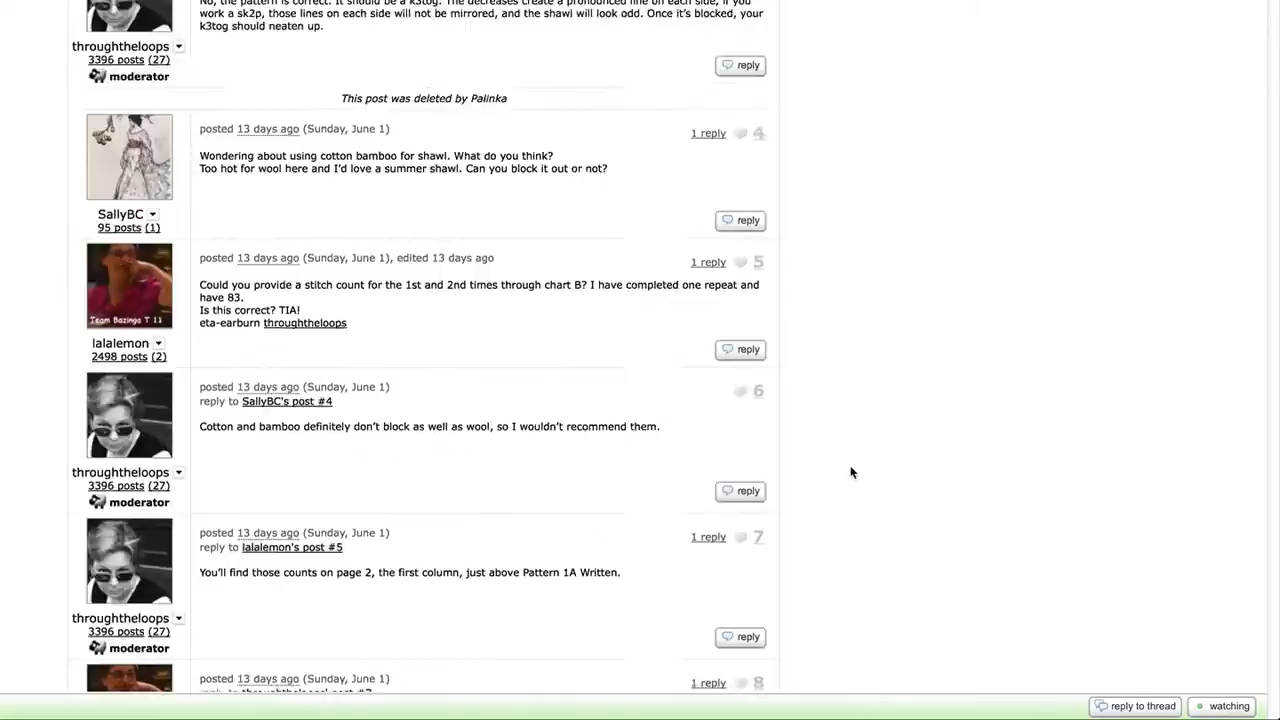 No, the pattern is correct. It should be a k3tog. The decreases create a pronounced line on each side, if you
work a sk2p, those lines on each side will not be mirrored, and the shawl will look odd. Once it's blocked, your
k3tog should neaten up.
throughtheloops
3396 posts (27)
moderator
reply
This post was deleted by Palinka
posted 13 days ago (Sunday, June 1)
1 reply 4
Wondering about using cotton bamboo for shawl. What do you think?
Too hot for wool here and I'd love a summer shawl. Can you block it out or not?
SallyBC
95 posts (1)
reply
posted 13 days ago (Sunday, June 1), edited 13 days ago
1 reply 5
Could you provide a stitch count for the 1st and 2nd times through chart B? I have completed one repeat and
have 83.
Is this correct? TIA!
eta-earburn throughtheloops
Team Bazinga T 11
lalalemon
2498 posts (2)
reply
posted 13 days ago (Sunday, June 1)
6
reply to SallyBC's post #4
Cotton and bamboo definitely don't block as well as wool, so I wouldn't recommend them.
throughtheloops
3396 posts (27)
moderator
reply
posted 13 days ago (Sunday, June 1)
1 reply 7
reply to lalalemon's post #5
You'll find those counts on page 2, the first column, just above Pattern 1A Written.
throughtheloops
3396 posts (27)
moderator
reply
posted 13 days ago (Sunday, June 1)
1 reply 8
reply to throughtheloops' post #7
reply to thread
watching